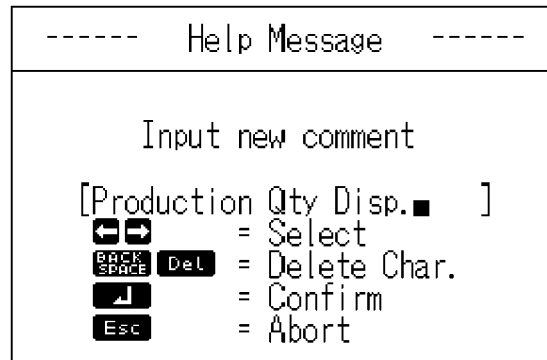 ------ Help Message ------
Input new comment
[Production Qty Disp.■ ]
←→ = Select
BACK SPACE Del = Delete Char.
↵ = Confirm
Esc = Abort